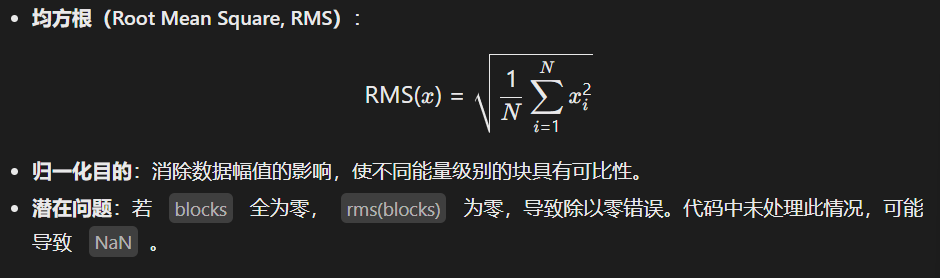 • 均方根（Root Mean Square, RMS）：
RMS(x) = √(1/N ∑_{i=1}^{N} x_i^2)
• 归一化目的：消除数据幅值的影响，使不同能量级别的块具有可比性。
• 潜在问题：若 blocks 全为零， rms(blocks) 为零，导致除以零错误。代码中未处理此情况，可能
导致 NaN 。